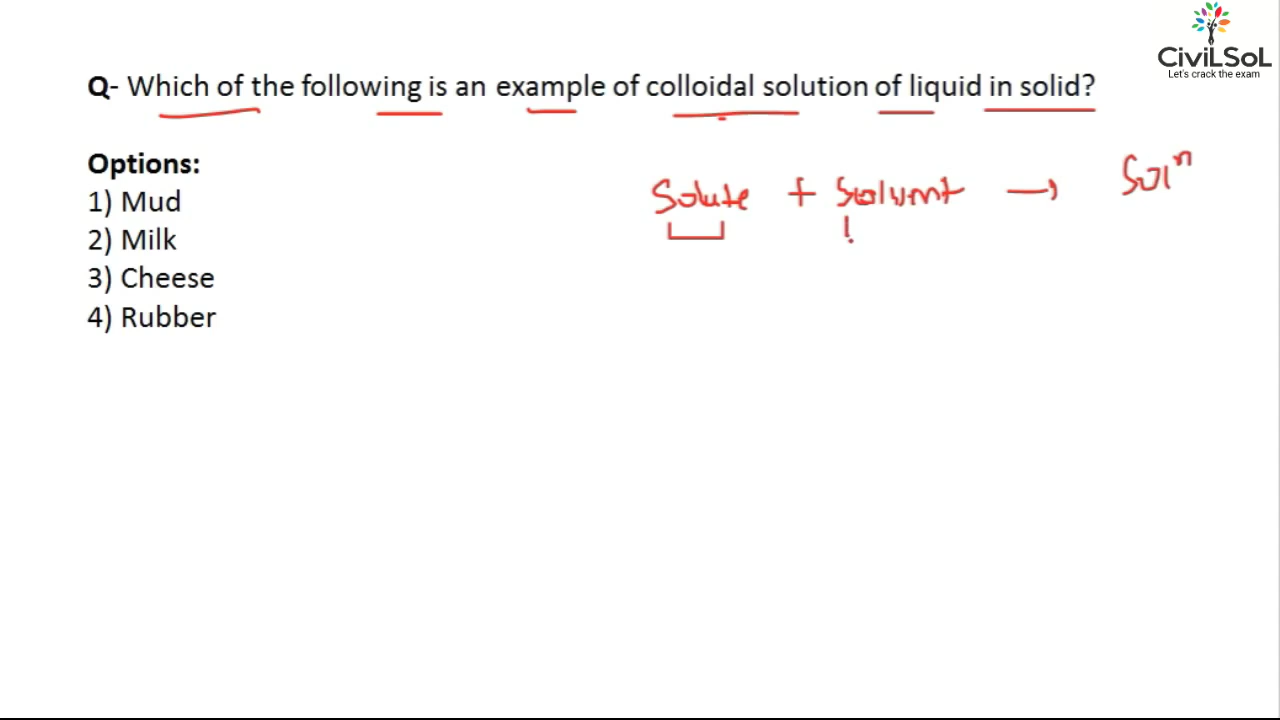 CiviLSoL
Let's crack the exam
Q- Which of the following is an example of colloidal solution of liquid in solid?
Options:
1) Mud
2) Milk
3) Cheese
4) Rubber
Solute + Solvent → Solⁿ